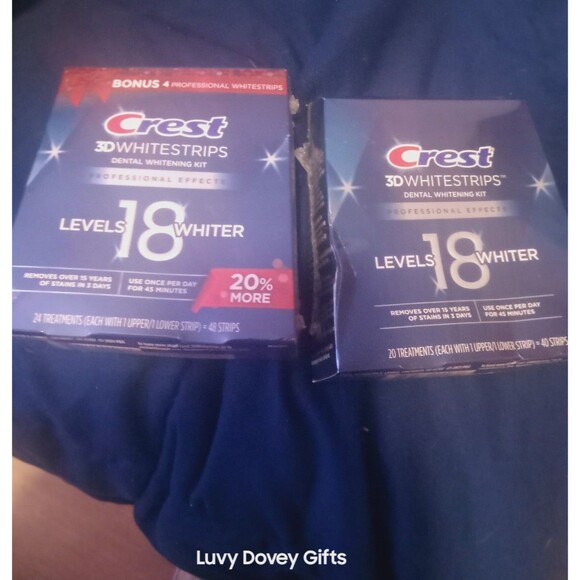 BONUS 4 PROFESSIONAL WHITESTRIPS
Crest
3DWHITESTRIPS
DENTAL WHITENING KIT
PROFESSIONAL EFFECTS
LEVELS 18 WHITER
REMOVES OVER 15 YEARS
OF STAINS IN 3 DAYS
USE ONCE PER DAY
FOR 45 MINUTES
20%
MORE
24 TREATMENTS (EACH WITH 1 UPPER/1 LOWER STRIP) = 48 STRIPS
Crest
3DWHITESTRIPS™
DENTAL WHITENING KIT
PROFESSIONAL EFFECTS
LEVELS 18 WHITER
REMOVES OVER 15 YEARS
OF STAINS IN 3 DAYS
USE ONCE PER DAY
FOR 45 MINUTES
20 TREATMENTS (EACH WITH 1 UPPER/1 LOWER STRIP) = 40 STRIPS
Luvy Dovey Gifts